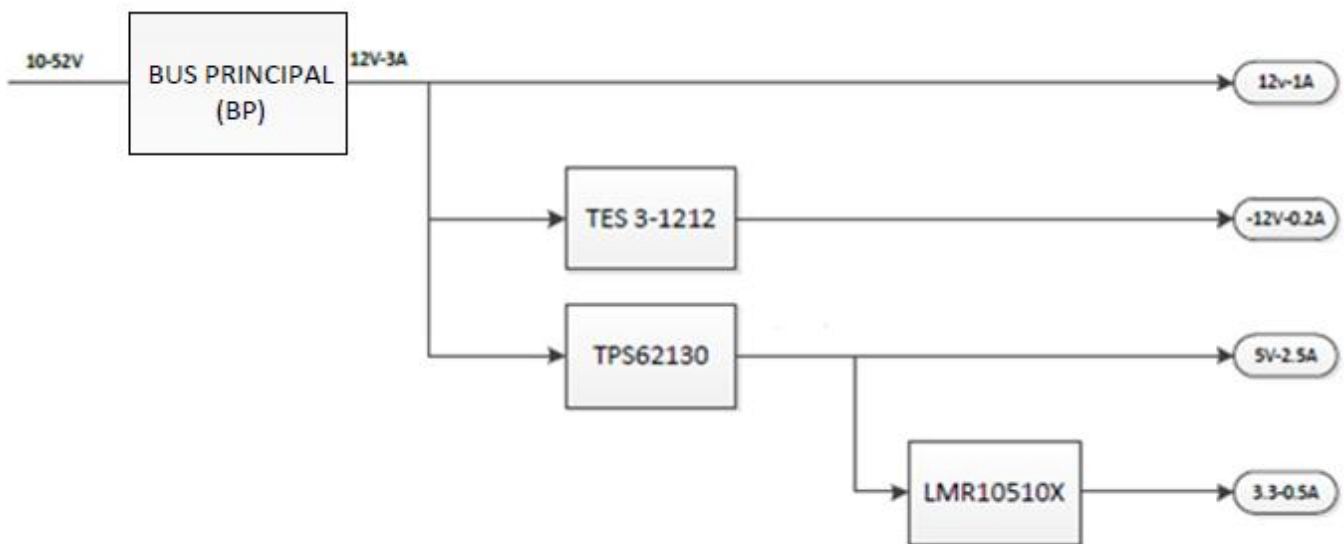 10-52V
BUS PRINCIPAL
(BP)
12V-3A
12v-1A
TES 3-1212
-12V-0.2A
TPS62130
5V-2.5A
LMR10510X
3.3-0.5A